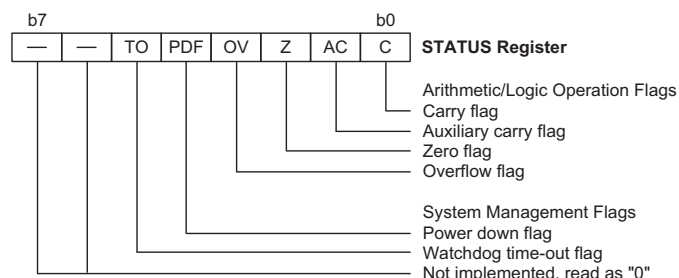 b7 b0
— — TO PDF OV Z AC C STATUS Register
Arithmetic/Logic Operation Flags
Carry flag
Auxiliary carry flag
Zero flag
Overflow flag
System Management Flags
Power down flag
Watchdog time-out flag
Not implemented, read as "0"